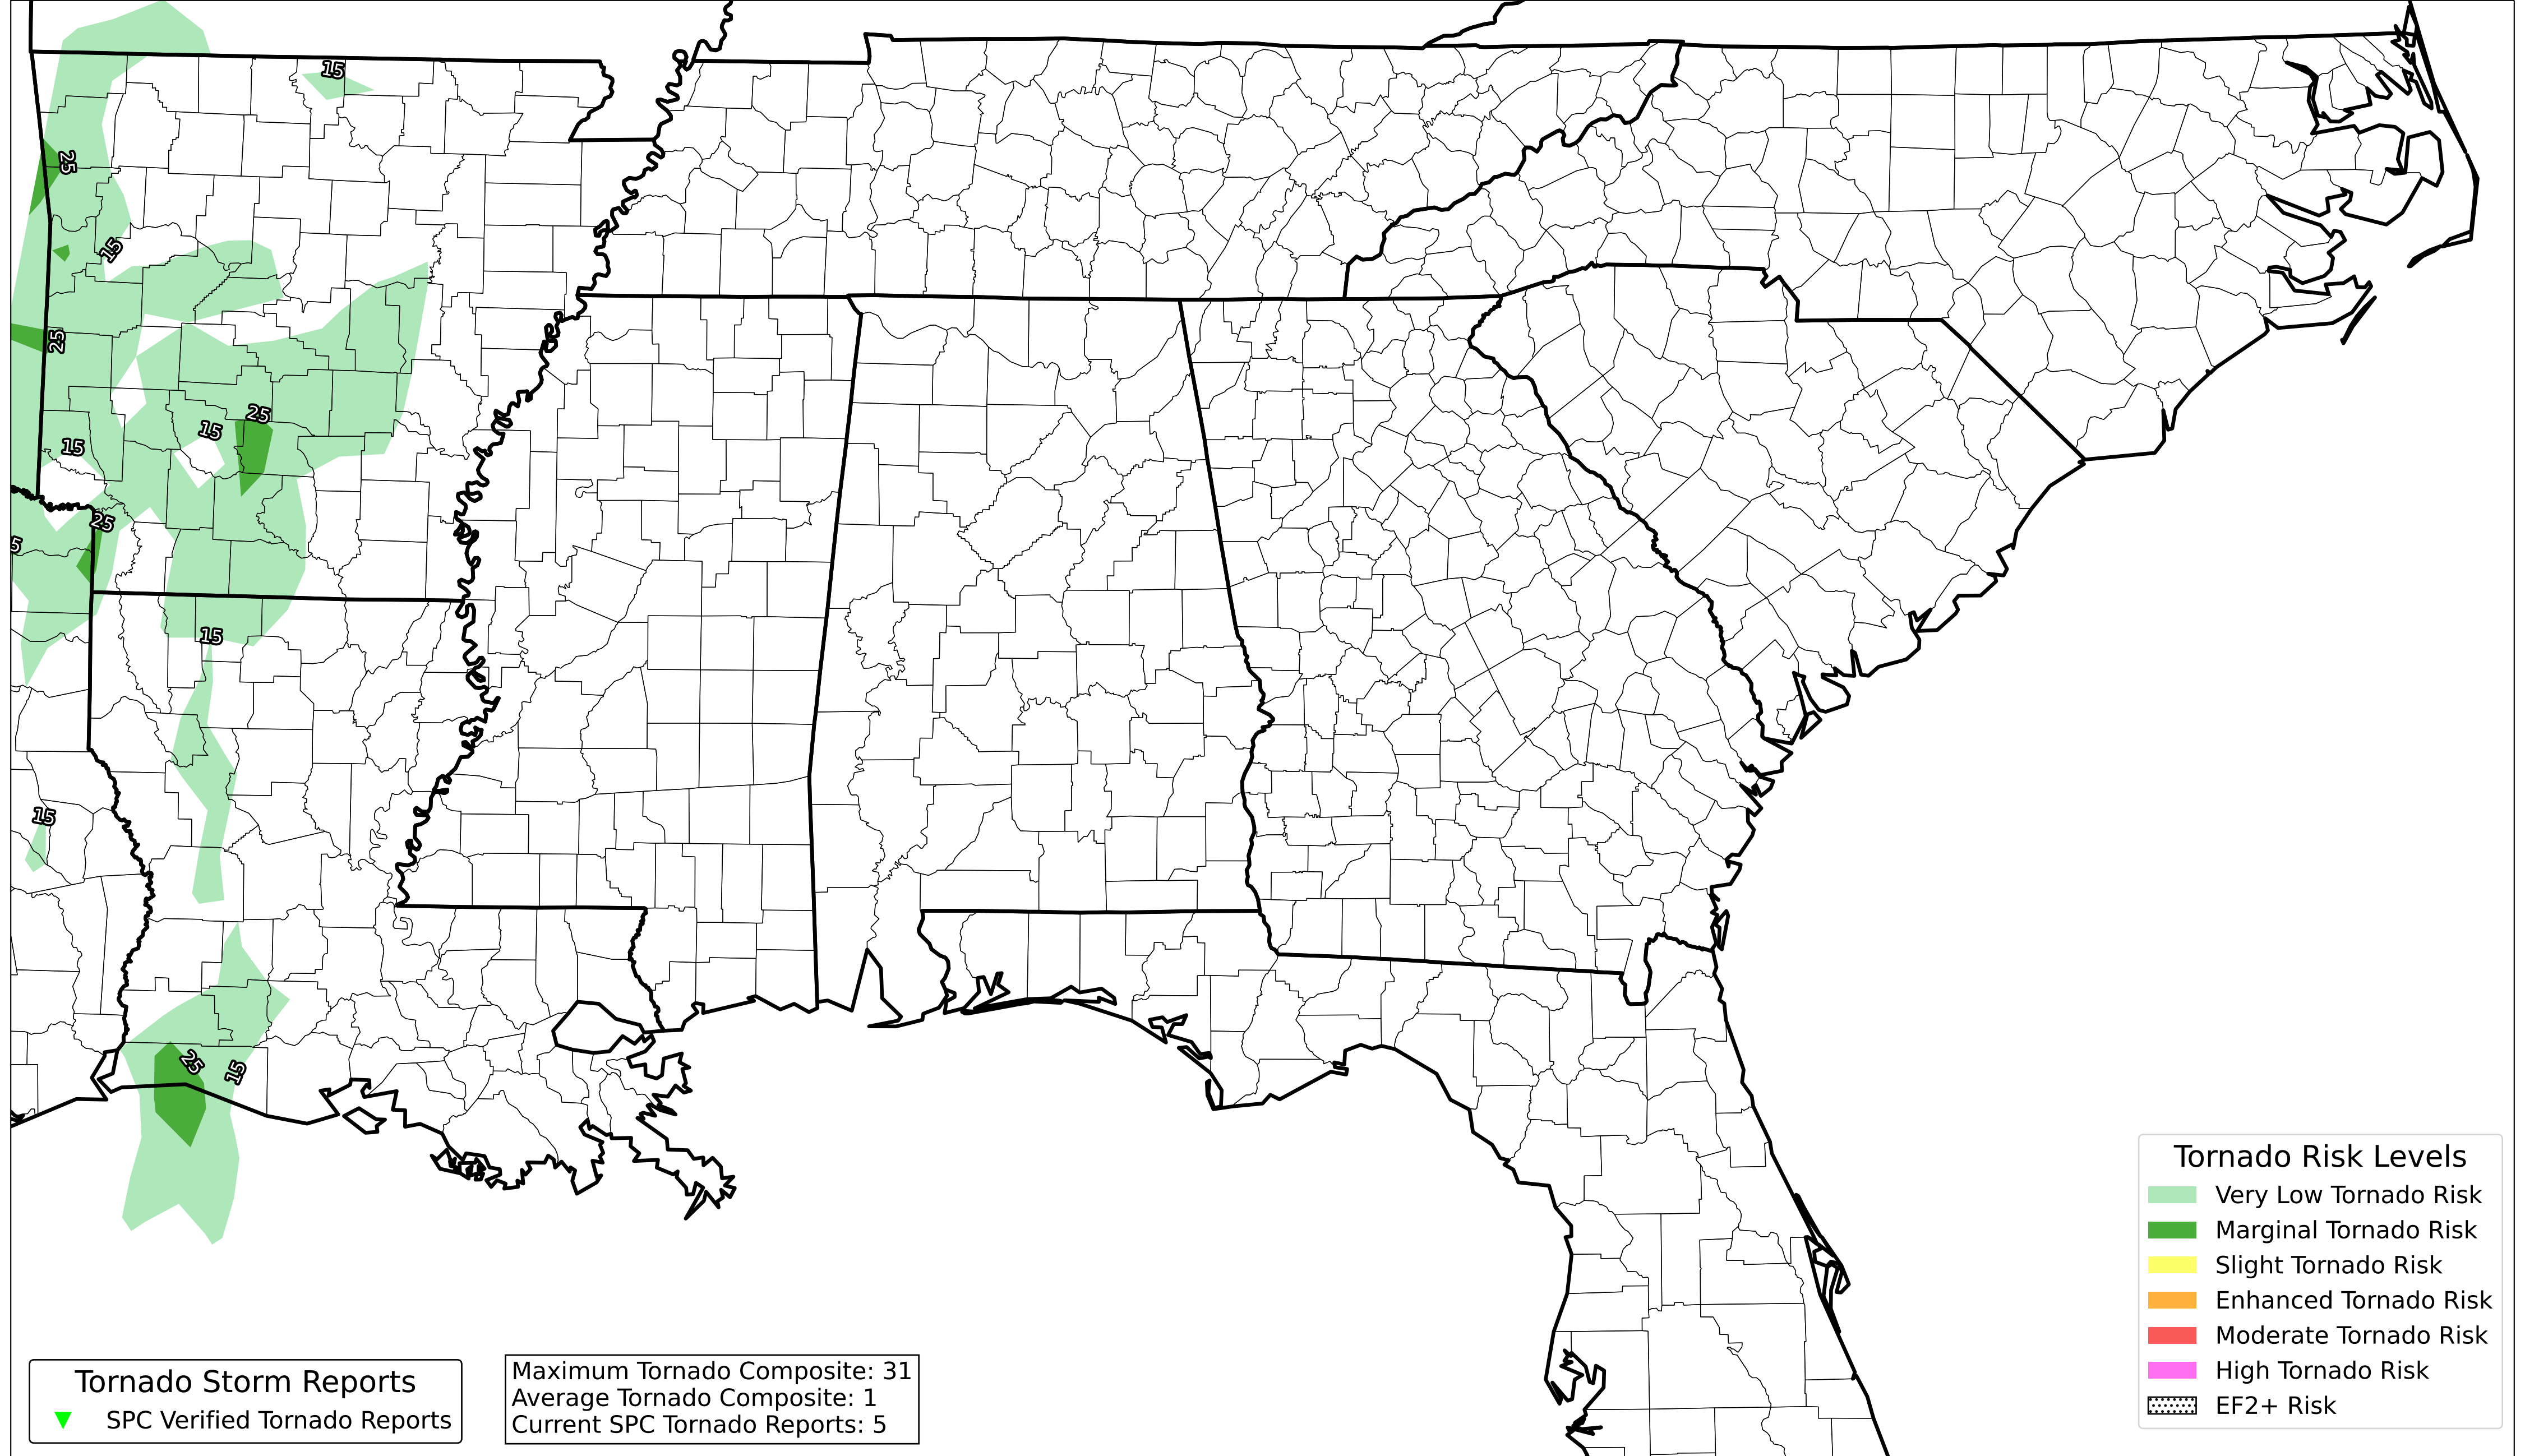 15
25
15
25
25
15
15
25
5
15
15
25
15
Tornado Risk Levels
Very Low Tornado Risk
Marginal Tornado Risk
Slight Tornado Risk
Enhanced Tornado Risk
Moderate Tornado Risk
High Tornado Risk
EF2+ Risk
Tornado Storm Reports
SPC Verified Tornado Reports
Maximum Tornado Composite: 31
Average Tornado Composite: 1
Current SPC Tornado Reports: 5